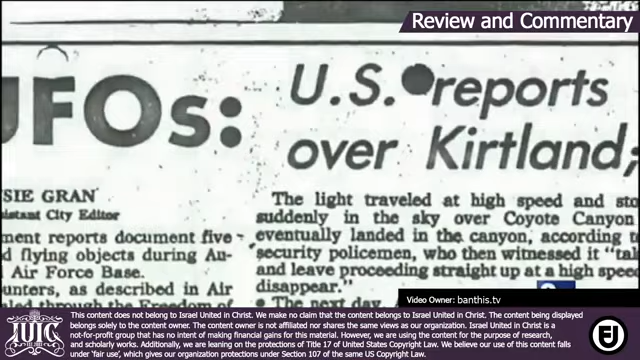 Review and Commentary
UFOs:
U.S. reports
over Kirtland;
SIE GRAN
sistant City Editor
ment reports document five
d flying objects during Au-
Air Force Base.
unters, as described in Air
aled through the Freedom of
The light traveled at high speed and sto
suddenly in the sky over Coyote Canyon
eventually landed in the canyon, according to
security policemen, who then witnessed it "tak
and leave proceeding straight up at a high speed
disappear."
The next day,
Video Owner: banthis.tv
IUIC
This content does not belong to Israel United in Christ. We make no claim that the content belongs to Israel United in Christ. The content being displayed
belongs solely to the content owner. The content owner is not affiliated nor shares the same views as our organization. Israel United in Christ is a
not-for-profit group that has no intent of making financial gains for this material. However, we are using the content for the purpose of research,
and scholarly works. Additionally, we are leaning on the protections of Title 17 of United States Copyright Law. We believe our use of this content falls
under 'fair use', which gives our organization protections under Section 107 of the same US Copyright Law.